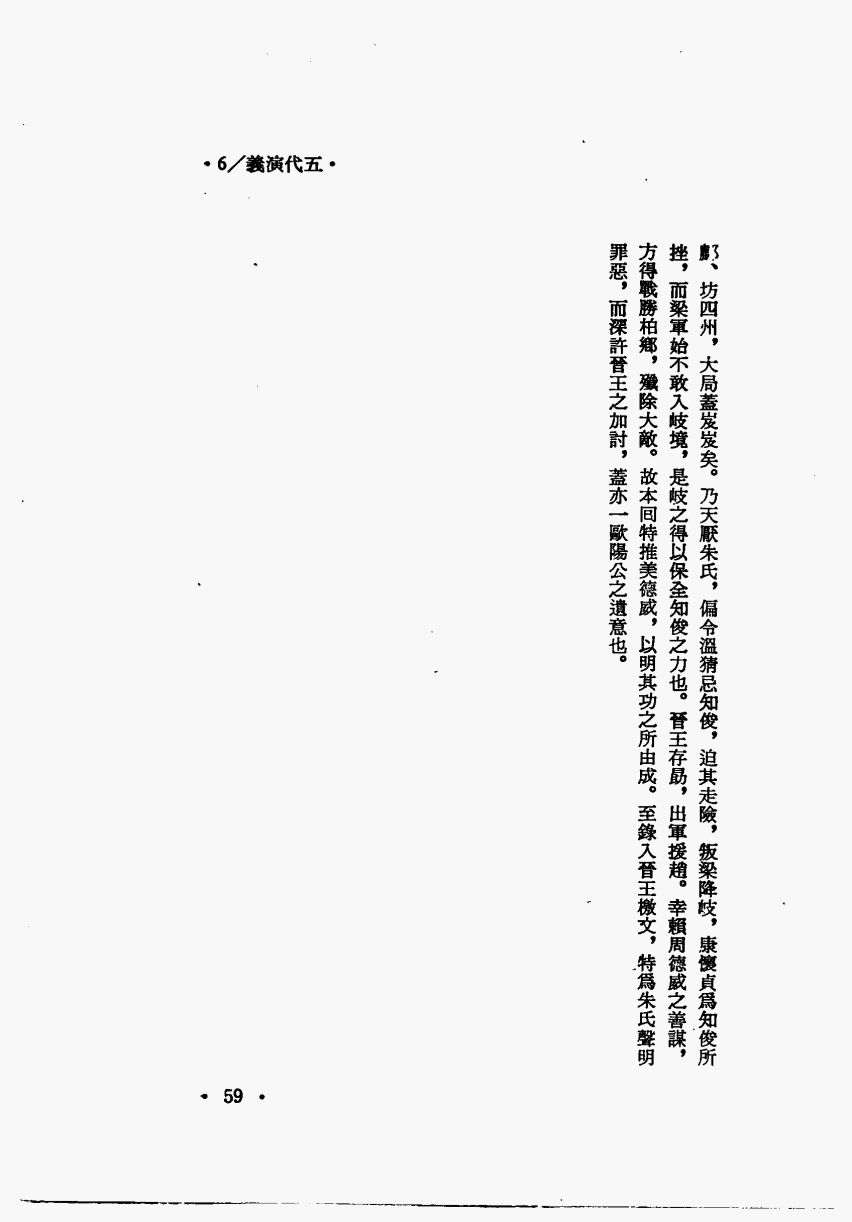 •6／義演代五•
鄜、坊四州，大局蓋岌岌矣。乃天厭朱氏，偏令溫猜忌知俊，迫其走險，叛梁降岐，康懷貞爲知俊所
挫，而梁軍始不敢入岐境，是岐之得以保全知俊之力也。晉王存勗，出軍援趙。幸賴周德威之善謀，
方得戰勝柏鄉，殲除大敵。故本回特推美德威，以明其功之所由成。至錄入晉王檄文，特爲朱氏聲明
罪惡，而深許晉王之加討，蓋亦一歐陽公之遺意也。
• 59 •